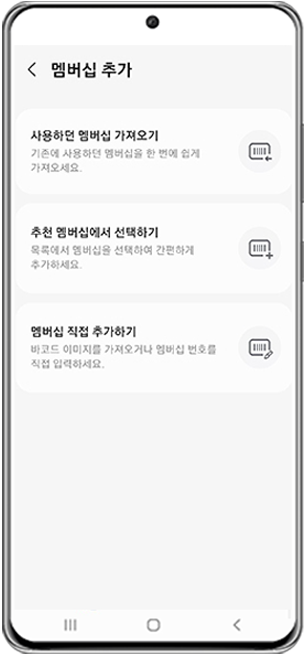 멤버십 추가
사용하던 멤버십 가져오기
기존에 사용하던 멤버십을 한 번에 쉽게
가져오세요.
추천 멤버십에서 선택하기
목록에서 멤버십을 선택하여 간편하게
추가하세요.
멤버십 직접 추가하기
바코드 이미지를 가져오거나 멤버십 번호를
직접 입력하세요.